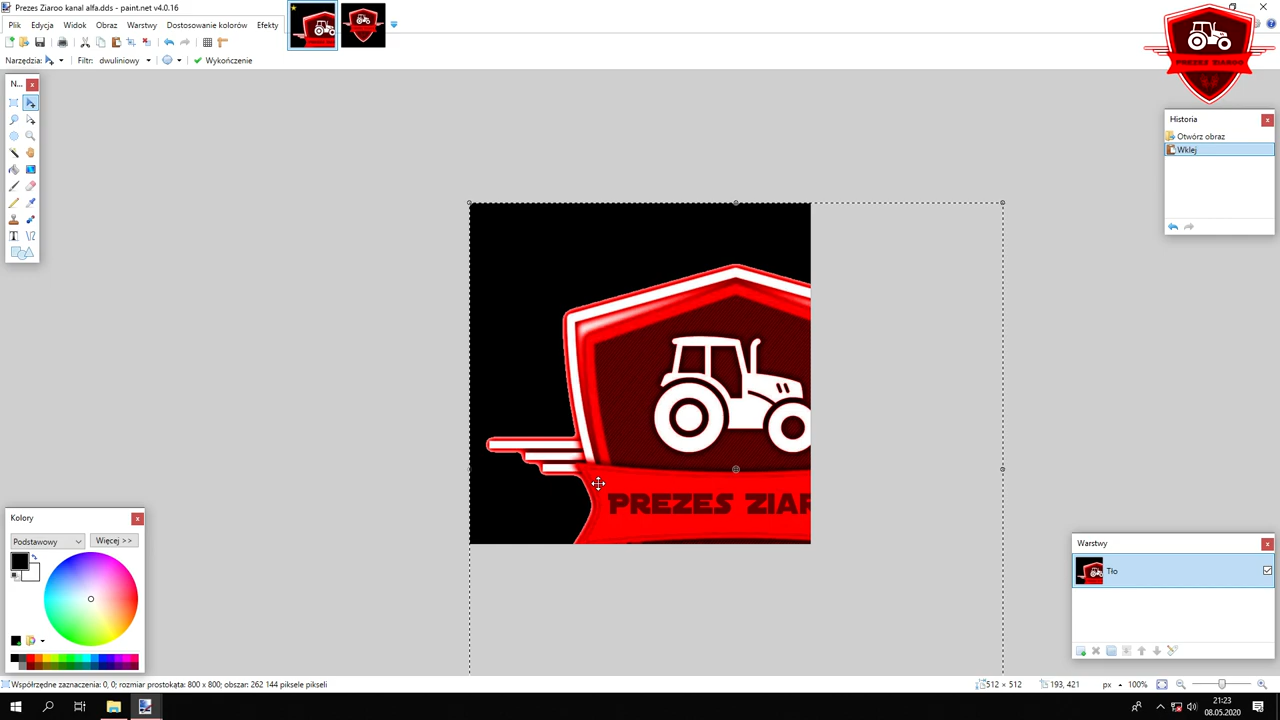 Prezes Ziaroo kanal alfa.dds - paint.net v4.0.16
Plik Edycja Widok Obraz Warstwy Dostosowanie kolorów Efekty
Narzędzia: Filtr: dwuliniowy Wykończenie
N...
PREZES ZIAROO
Historia
Otwórz obraz
Wklej
PREZES ZIAR
Kolory
Podstawowy Więcej >>
Warstwy
Tło
Współrzędne zaznaczenia: 0, 0; rozmiar prostokąta: 800 x 800; obszar: 262 144 piksele pikseli
512 × 512 193, 421 px 100%
21:23
08.05.2020